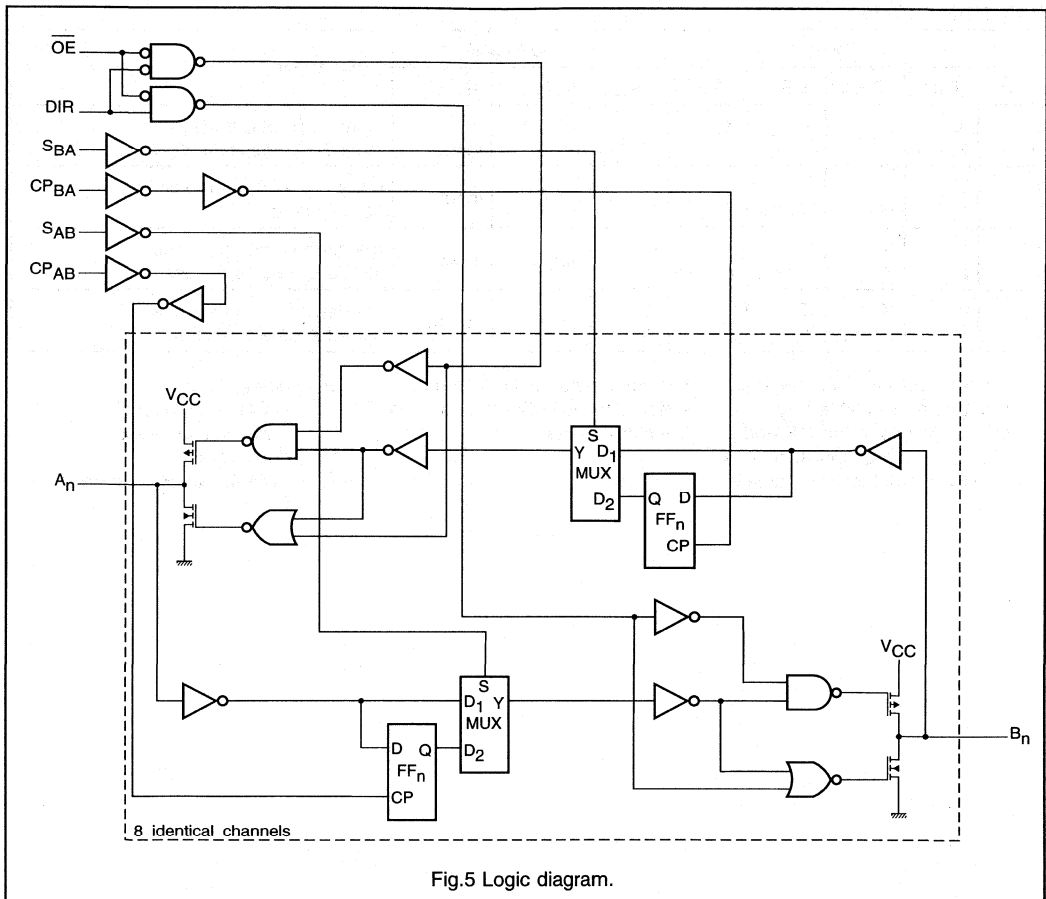 OE
DIR
SBA
CPBA
SAB
CPAB
VCC
An
S
Y D1
MUX
D2
Q D
FFn
CP
VCC
S
D1 Y
MUX
D2
D Q
FFn
CP
Bn
8 identical channels
Fig.5 Logic diagram.